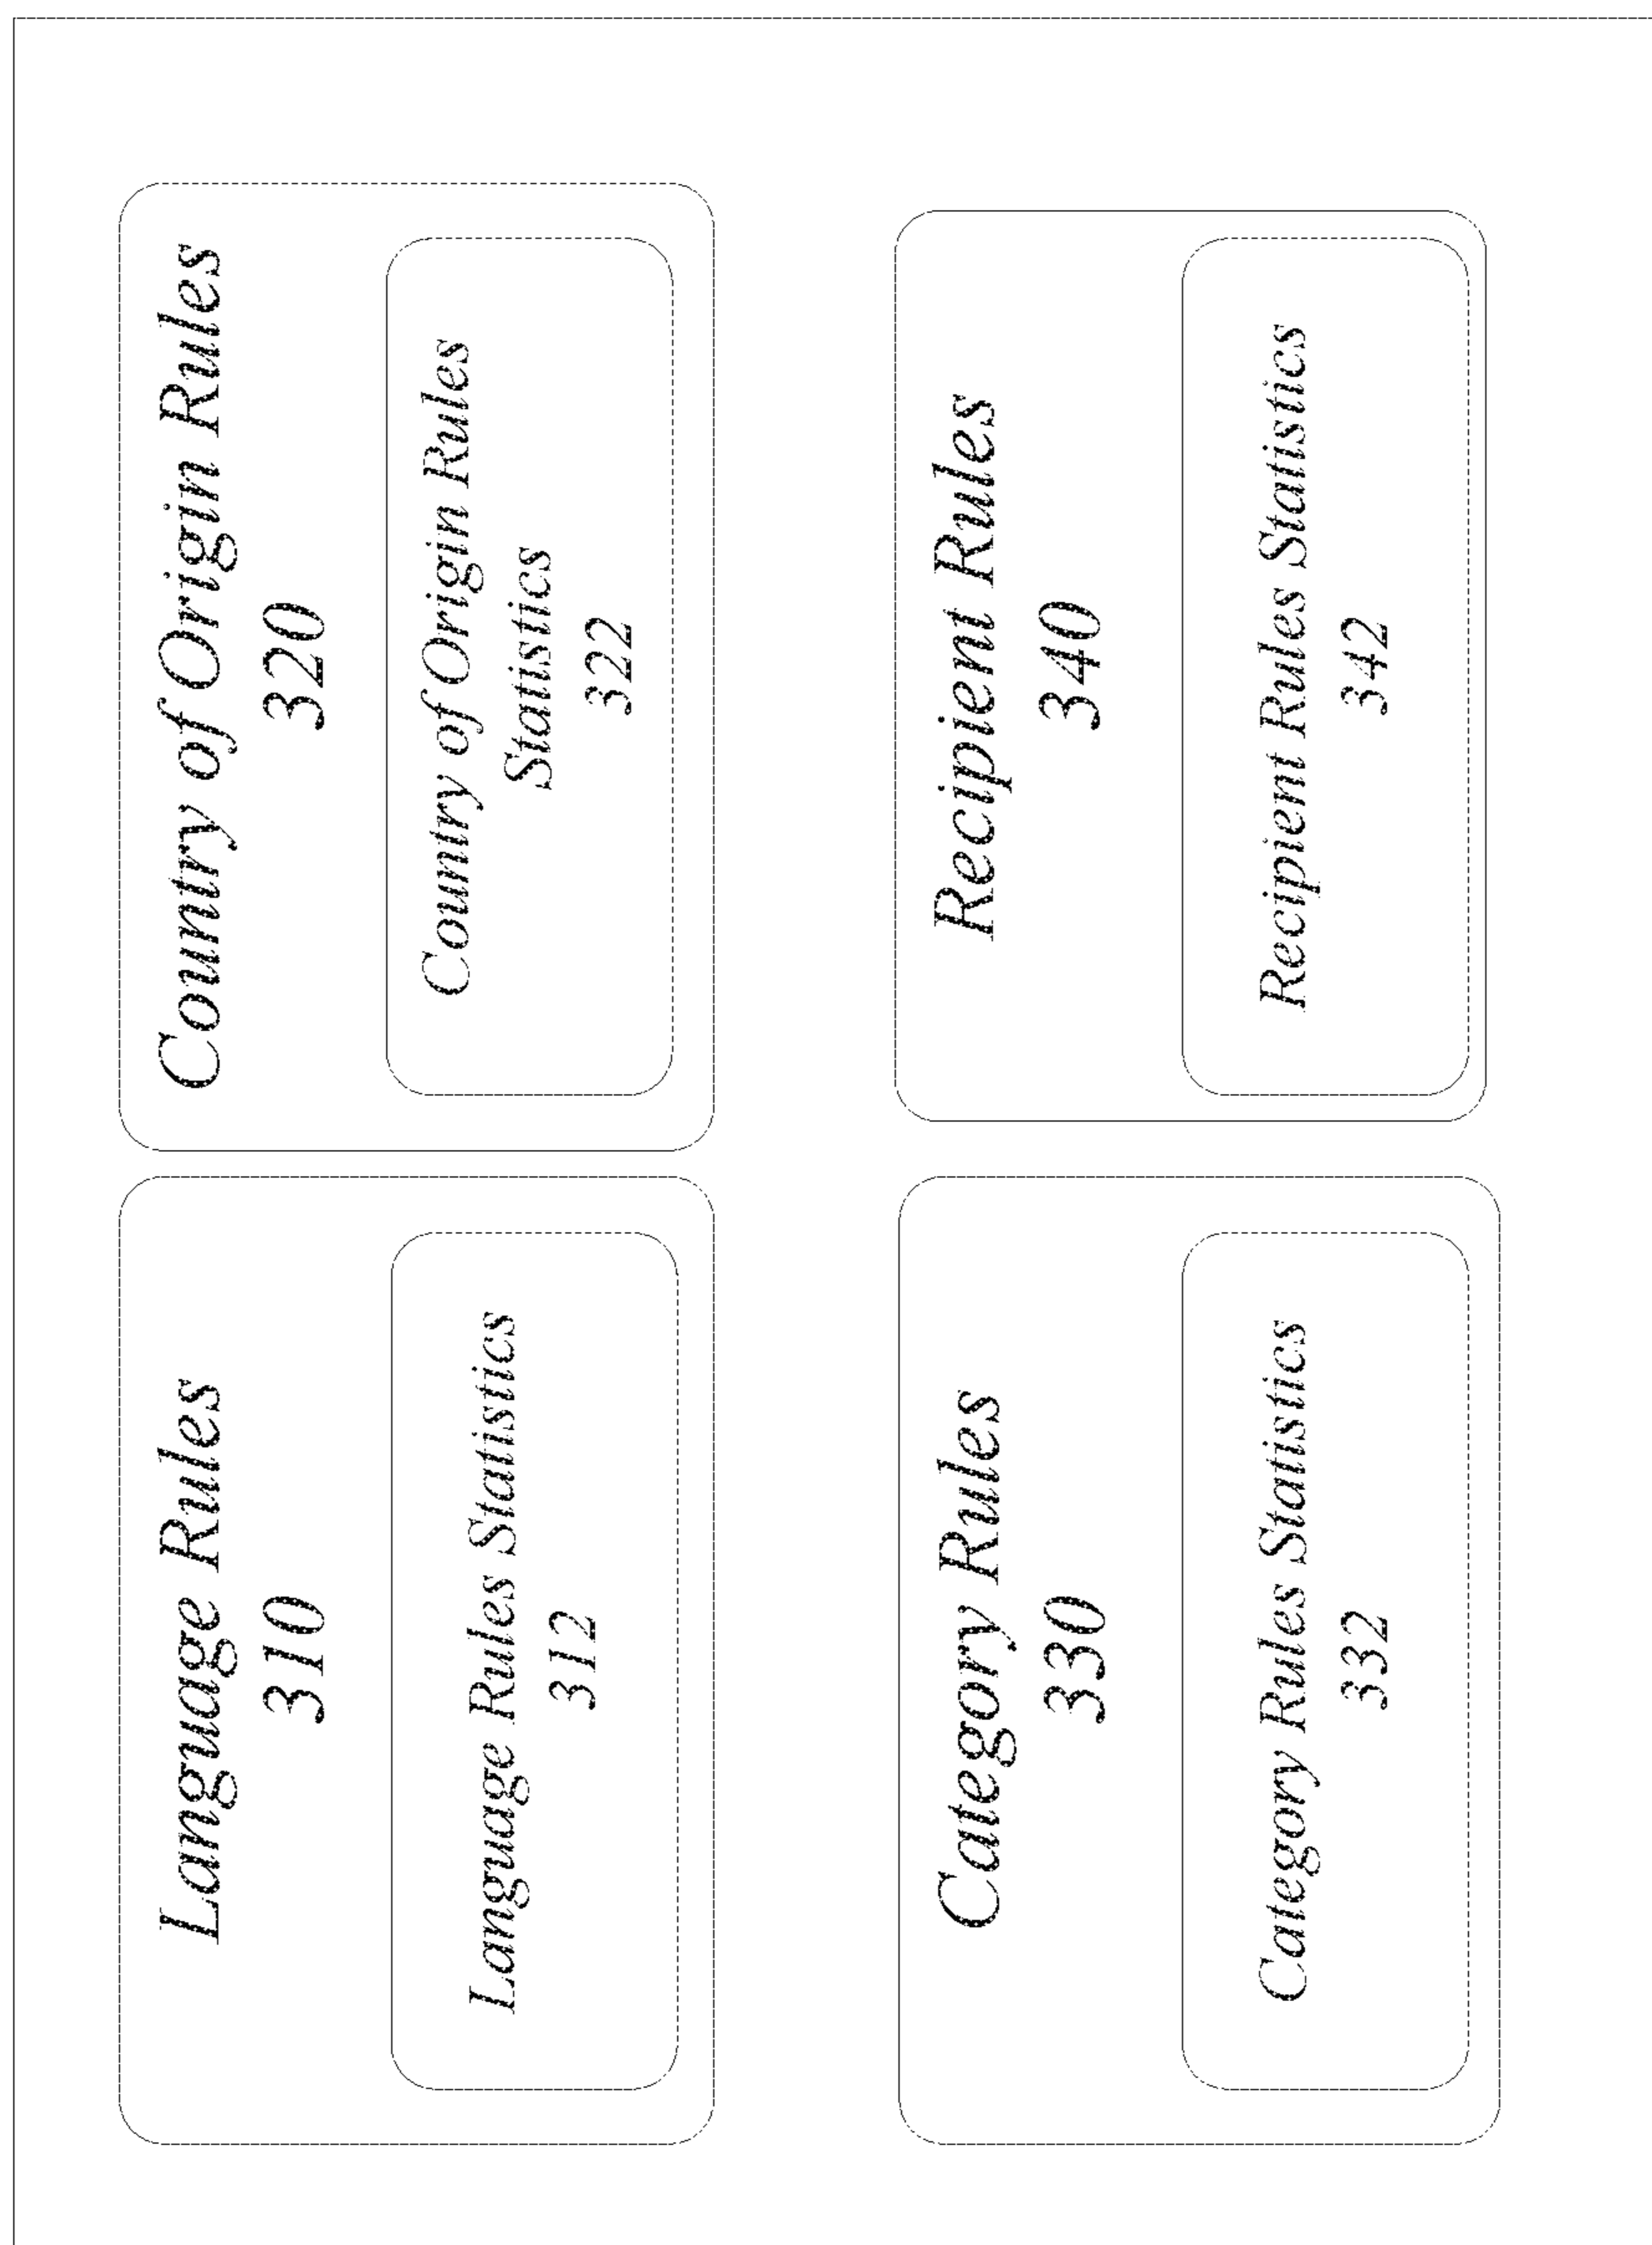 Language Rules
310
Language Rules Statistics
312
Country of Origin Rules
320
Country of Origin Rules
Statistics
322
Category Rules
330
Category Rules Statistics
332
Recipient Rules
340
Recipient Rules Statistics
342